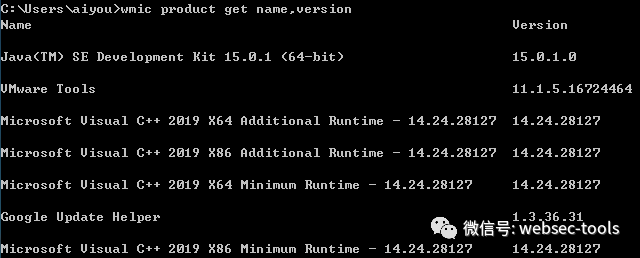 C:\Users\aiyou>wmic product get name,version
Name Version
Java(TM) SE Development Kit 15.0.1 (64-bit) 15.0.1.0
VMware Tools 11.1.5.16724464
Microsoft Visual C++ 2019 X64 Additional Runtime - 14.24.28127 14.24.28127
Microsoft Visual C++ 2019 X86 Additional Runtime - 14.24.28127 14.24.28127
Microsoft Visual C++ 2019 X64 Minimum Runtime - 14.24.28127 14.24.28127
Google Update Helper 1.3.36.31
微信号: websec-tools
Microsoft Visual C++ 2019 X86 Minimum Runtime - 14.24.28127 14.24.28127